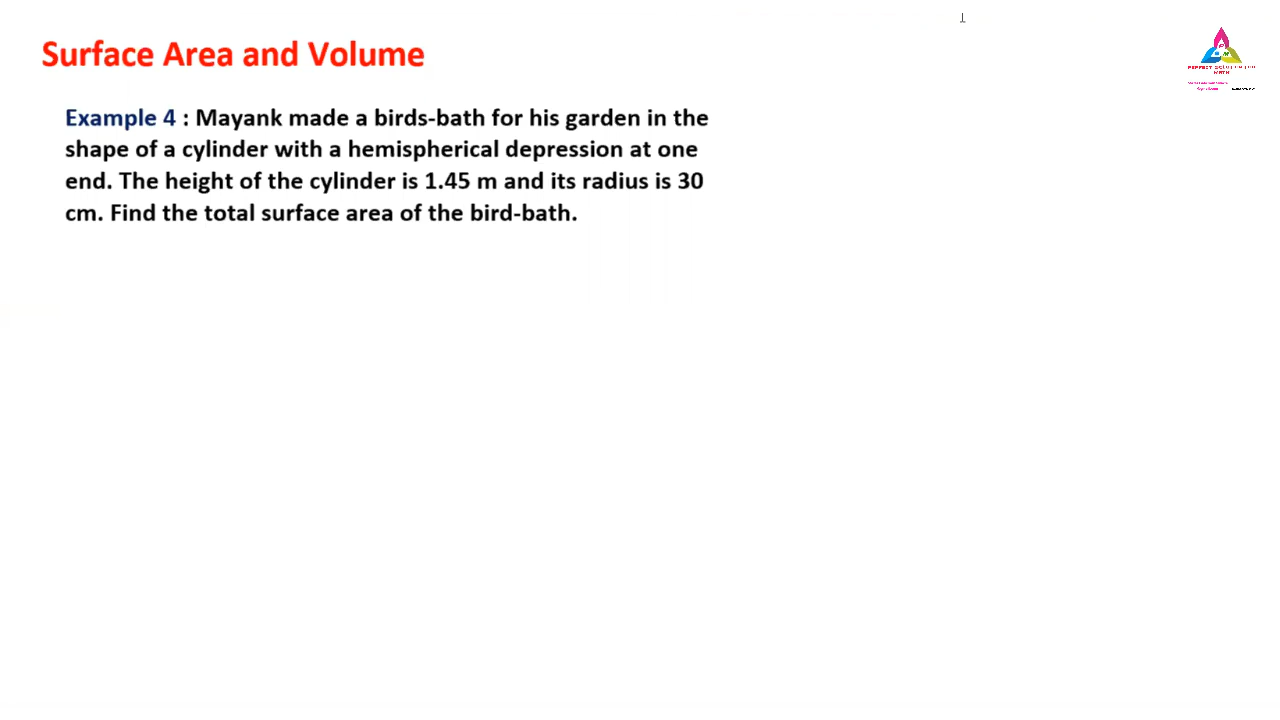 Surface Area and Volume
Example 4 : Mayank made a birds-bath for his garden in the
shape of a cylinder with a hemispherical depression at one
end. The height of the cylinder is 1.45 m and its radius is 30
cm. Find the total surface area of the bird-bath.
MATH